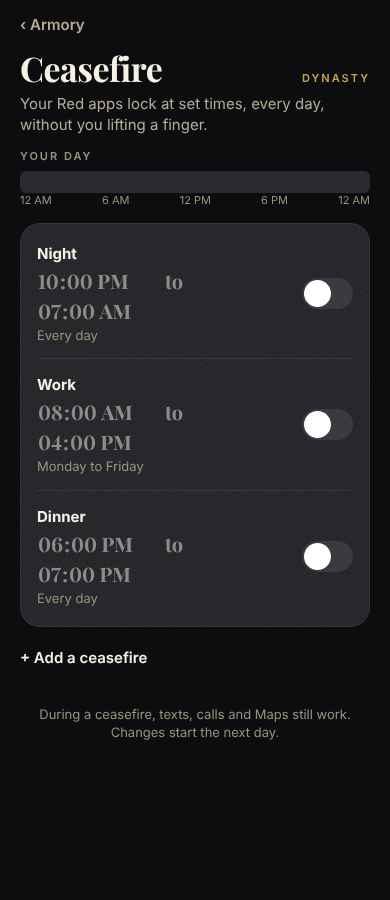 ‹ Armory
Ceasefire
DYNASTY
Your Red apps lock at set times, every day,
without you lifting a finger.
YOUR DAY
12 AM 6 AM 12 PM 6 PM 12 AM
Night
10:00 PM to
07:00 AM
Every day
Work
08:00 AM to
04:00 PM
Monday to Friday
Dinner
06:00 PM to
07:00 PM
Every day
+ Add a ceasefire
During a ceasefire, texts, calls and Maps still work.
Changes start the next day.